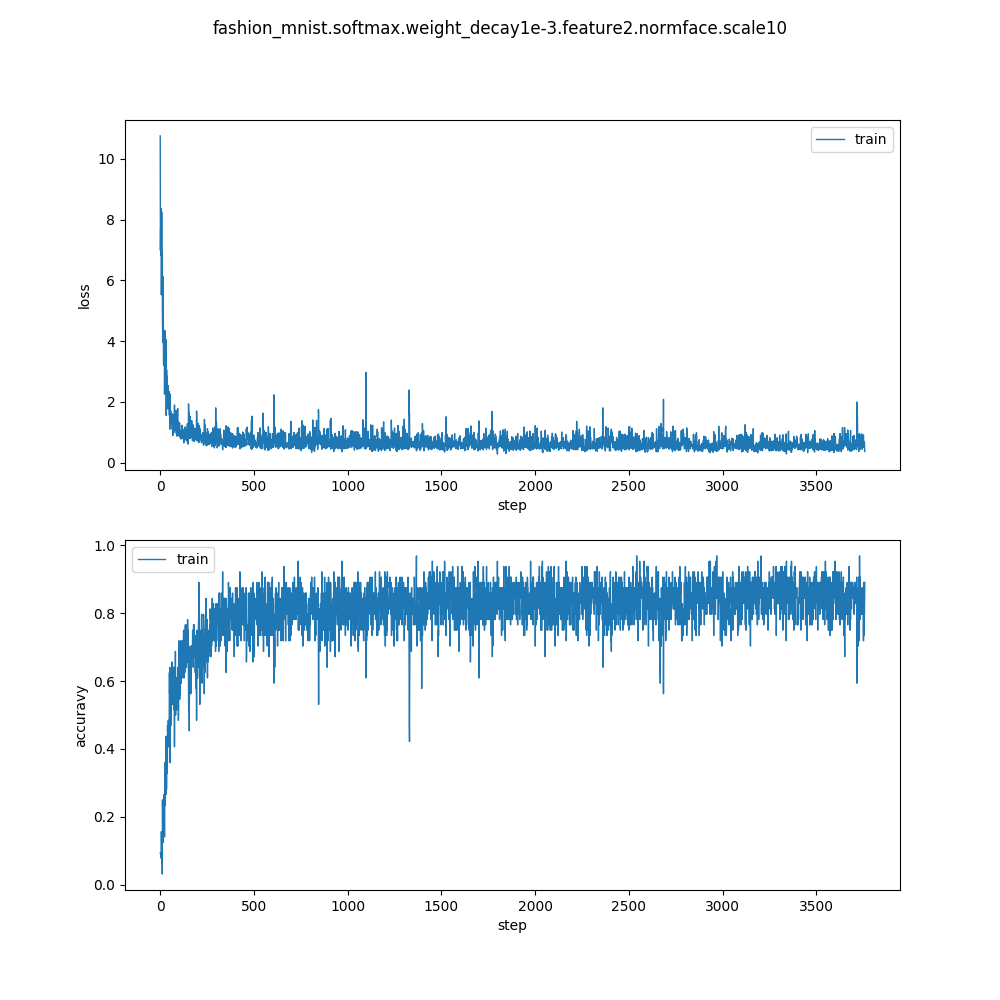 fashion_mnist.softmax.weight_decay1e-3.feature2.normface.scale10
train
10
8
6
4
2
0
loss
0 500 1000 1500 2000 2500 3000 3500
step
train
1.0
0.8
0.6
0.4
0.2
0.0
accuravy
0 500 1000 1500 2000 2500 3000 3500
step